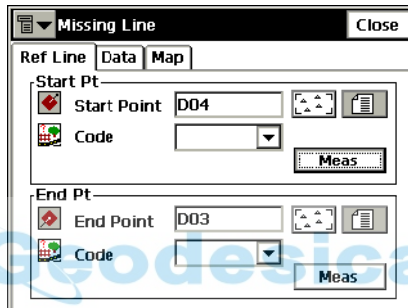 Missing Line Close
Ref Line Data Map
Start Pt
Start Point D04
Code
Meas
End Pt
End Point D03
Code
Meas
Geodesica